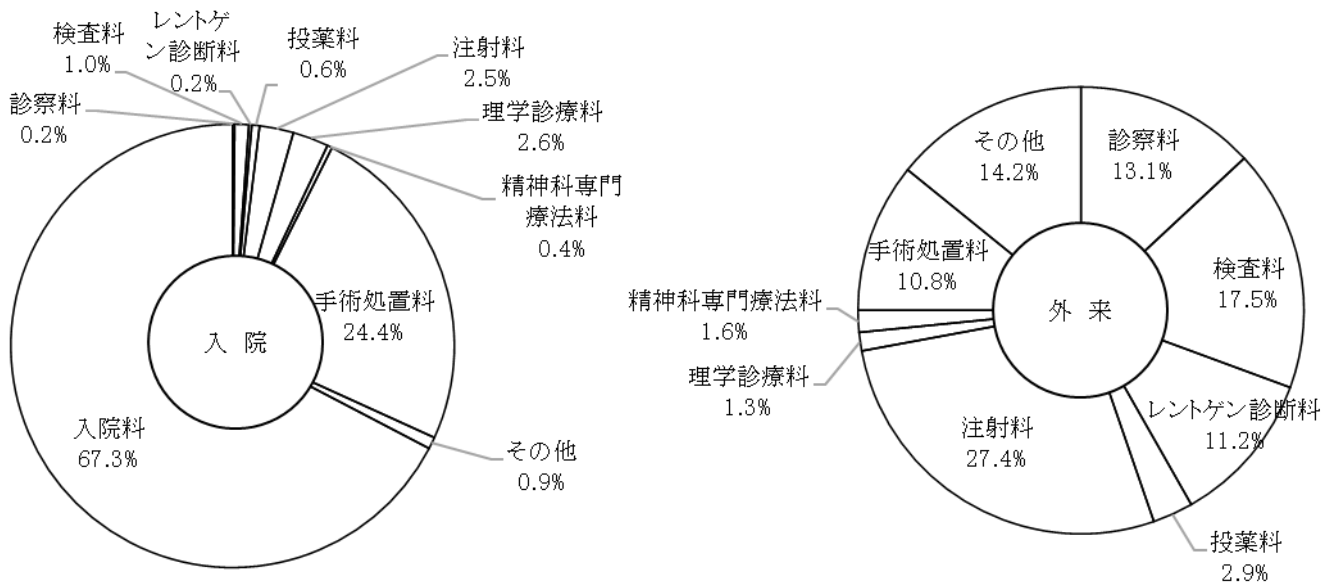 検査料
1.0%
レントゲ
ン診断料
0.2%
投薬料
0.6%
注射料
2.5%
診察料
0.2%
理学診療料
2.6%
精神科専門
療法料
0.4%
手術処置料
24.4%
入 院
入院料
67.3%
その他
0.9%
その他
14.2%
診察料
13.1%
手術処置料
10.8%
検査料
17.5%
精神科専門療法料
1.6%
外 来
理学診療料
1.3%
レントゲン診断料
11.2%
注射料
27.4%
投薬料
2.9%